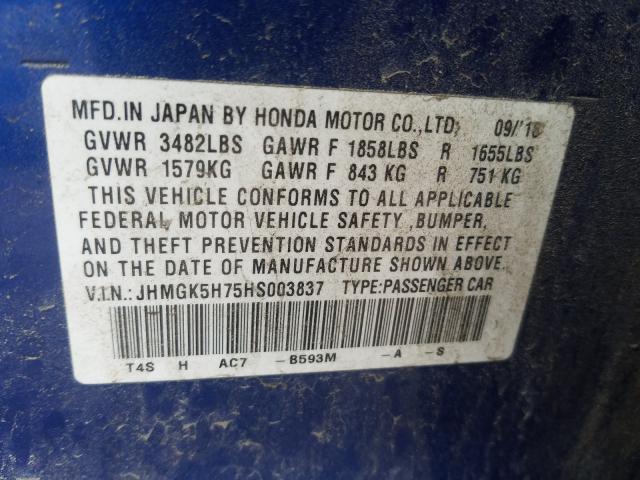 MFD.IN JAPAN BY HONDA MOTOR CO.,LTD. 09/'16
GVWR 3482LBS GAWR F 1858LBS R 1655LBS
GVWR 1579KG GAWR F 843 KG R 751 KG
THIS VEHICLE CONFORMS TO ALL APPLICABLE
FEDERAL MOTOR VEHICLE SAFETY ,BUMPER,
AND THEFT PREVENTION STANDARDS IN EFFECT
ON THE DATE OF MANUFACTURE SHOWN ABOVE.
V.I.N.:JHMGK5H75HS003837 TYPE:PASSENGER CAR
T4S H AC7 -B593M -A -S